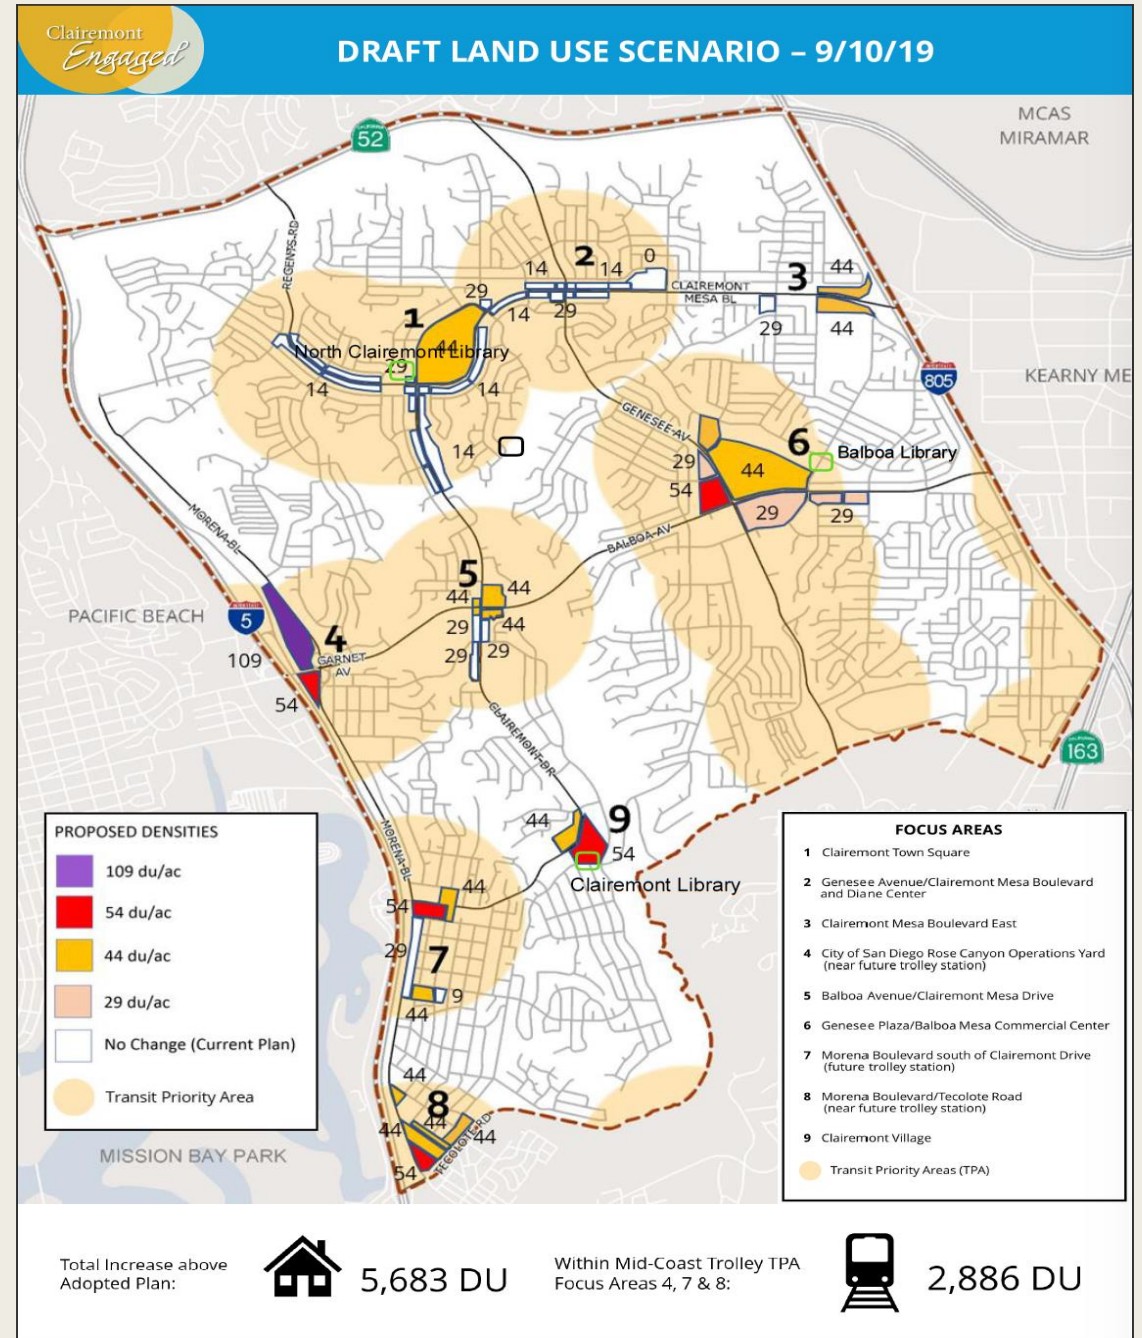 Clairemont
Engaged
DRAFT LAND USE SCENARIO – 9/10/19
MCAS
MIRAMAR
CALIFORNIA
52
REGENTS RD
2
0
14
14
3
44
CLAIREMONT
MESA BL
29
14
29
29
44
1
44
North Clairemont Library
29
14
14
805
KEARNY ME
GENESEE AV
6
Balboa Library
14
29
44
54
29
29
MORENA BL
BALBOA AV
5
44
44
PACIFIC BEACH
5
4
29
44
109
GARNET
AV
29
29
54
CLAIREMONT DR
163
9
44
54
MORENA BL
Clairemont Library
44
54
29
7
9
44
44
8
44
44
44
TECOLOTE RD
54
MISSION BAY PARK
PROPOSED DENSITIES
109 du/ac
54 du/ac
44 du/ac
29 du/ac
No Change (Current Plan)
Transit Priority Area
FOCUS AREAS
1 Clairemont Town Square
2 Genesee Avenue/Clairemont Mesa Boulevard
and Diane Center
3 Clairemont Mesa Boulevard East
4 City of San Diego Rose Canyon Operations Yard
(near future trolley station)
5 Balboa Avenue/Clairemont Mesa Drive
6 Genesee Plaza/Balboa Mesa Commercial Center
7 Morena Boulevard south of Clairemont Drive
(future trolley station)
8 Morena Boulevard/Tecolote Road
(near future trolley station)
9 Clairemont Village
Transit Priority Areas (TPA)
Total Increase above
Adopted Plan:
5,683 DU
Within Mid-Coast Trolley TPA
Focus Areas 4, 7 & 8:
2,886 DU